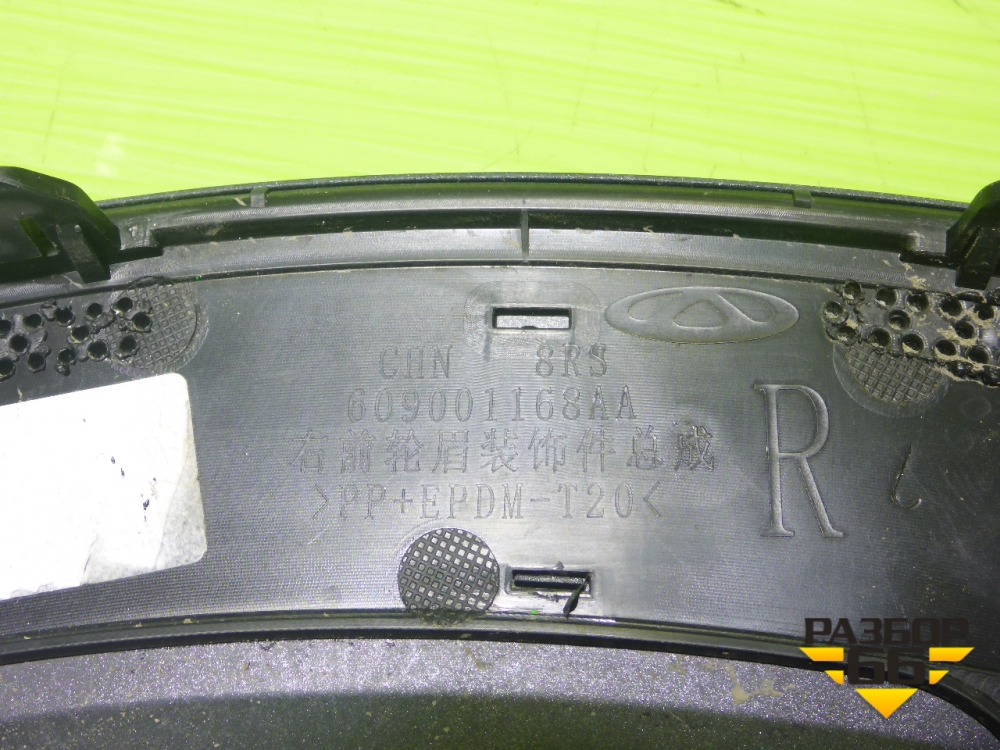 CHN 8RS
609001168AA
右前轮眉装饰件总成
>PP+EPDM-T20<
R
РАЗБОР
66